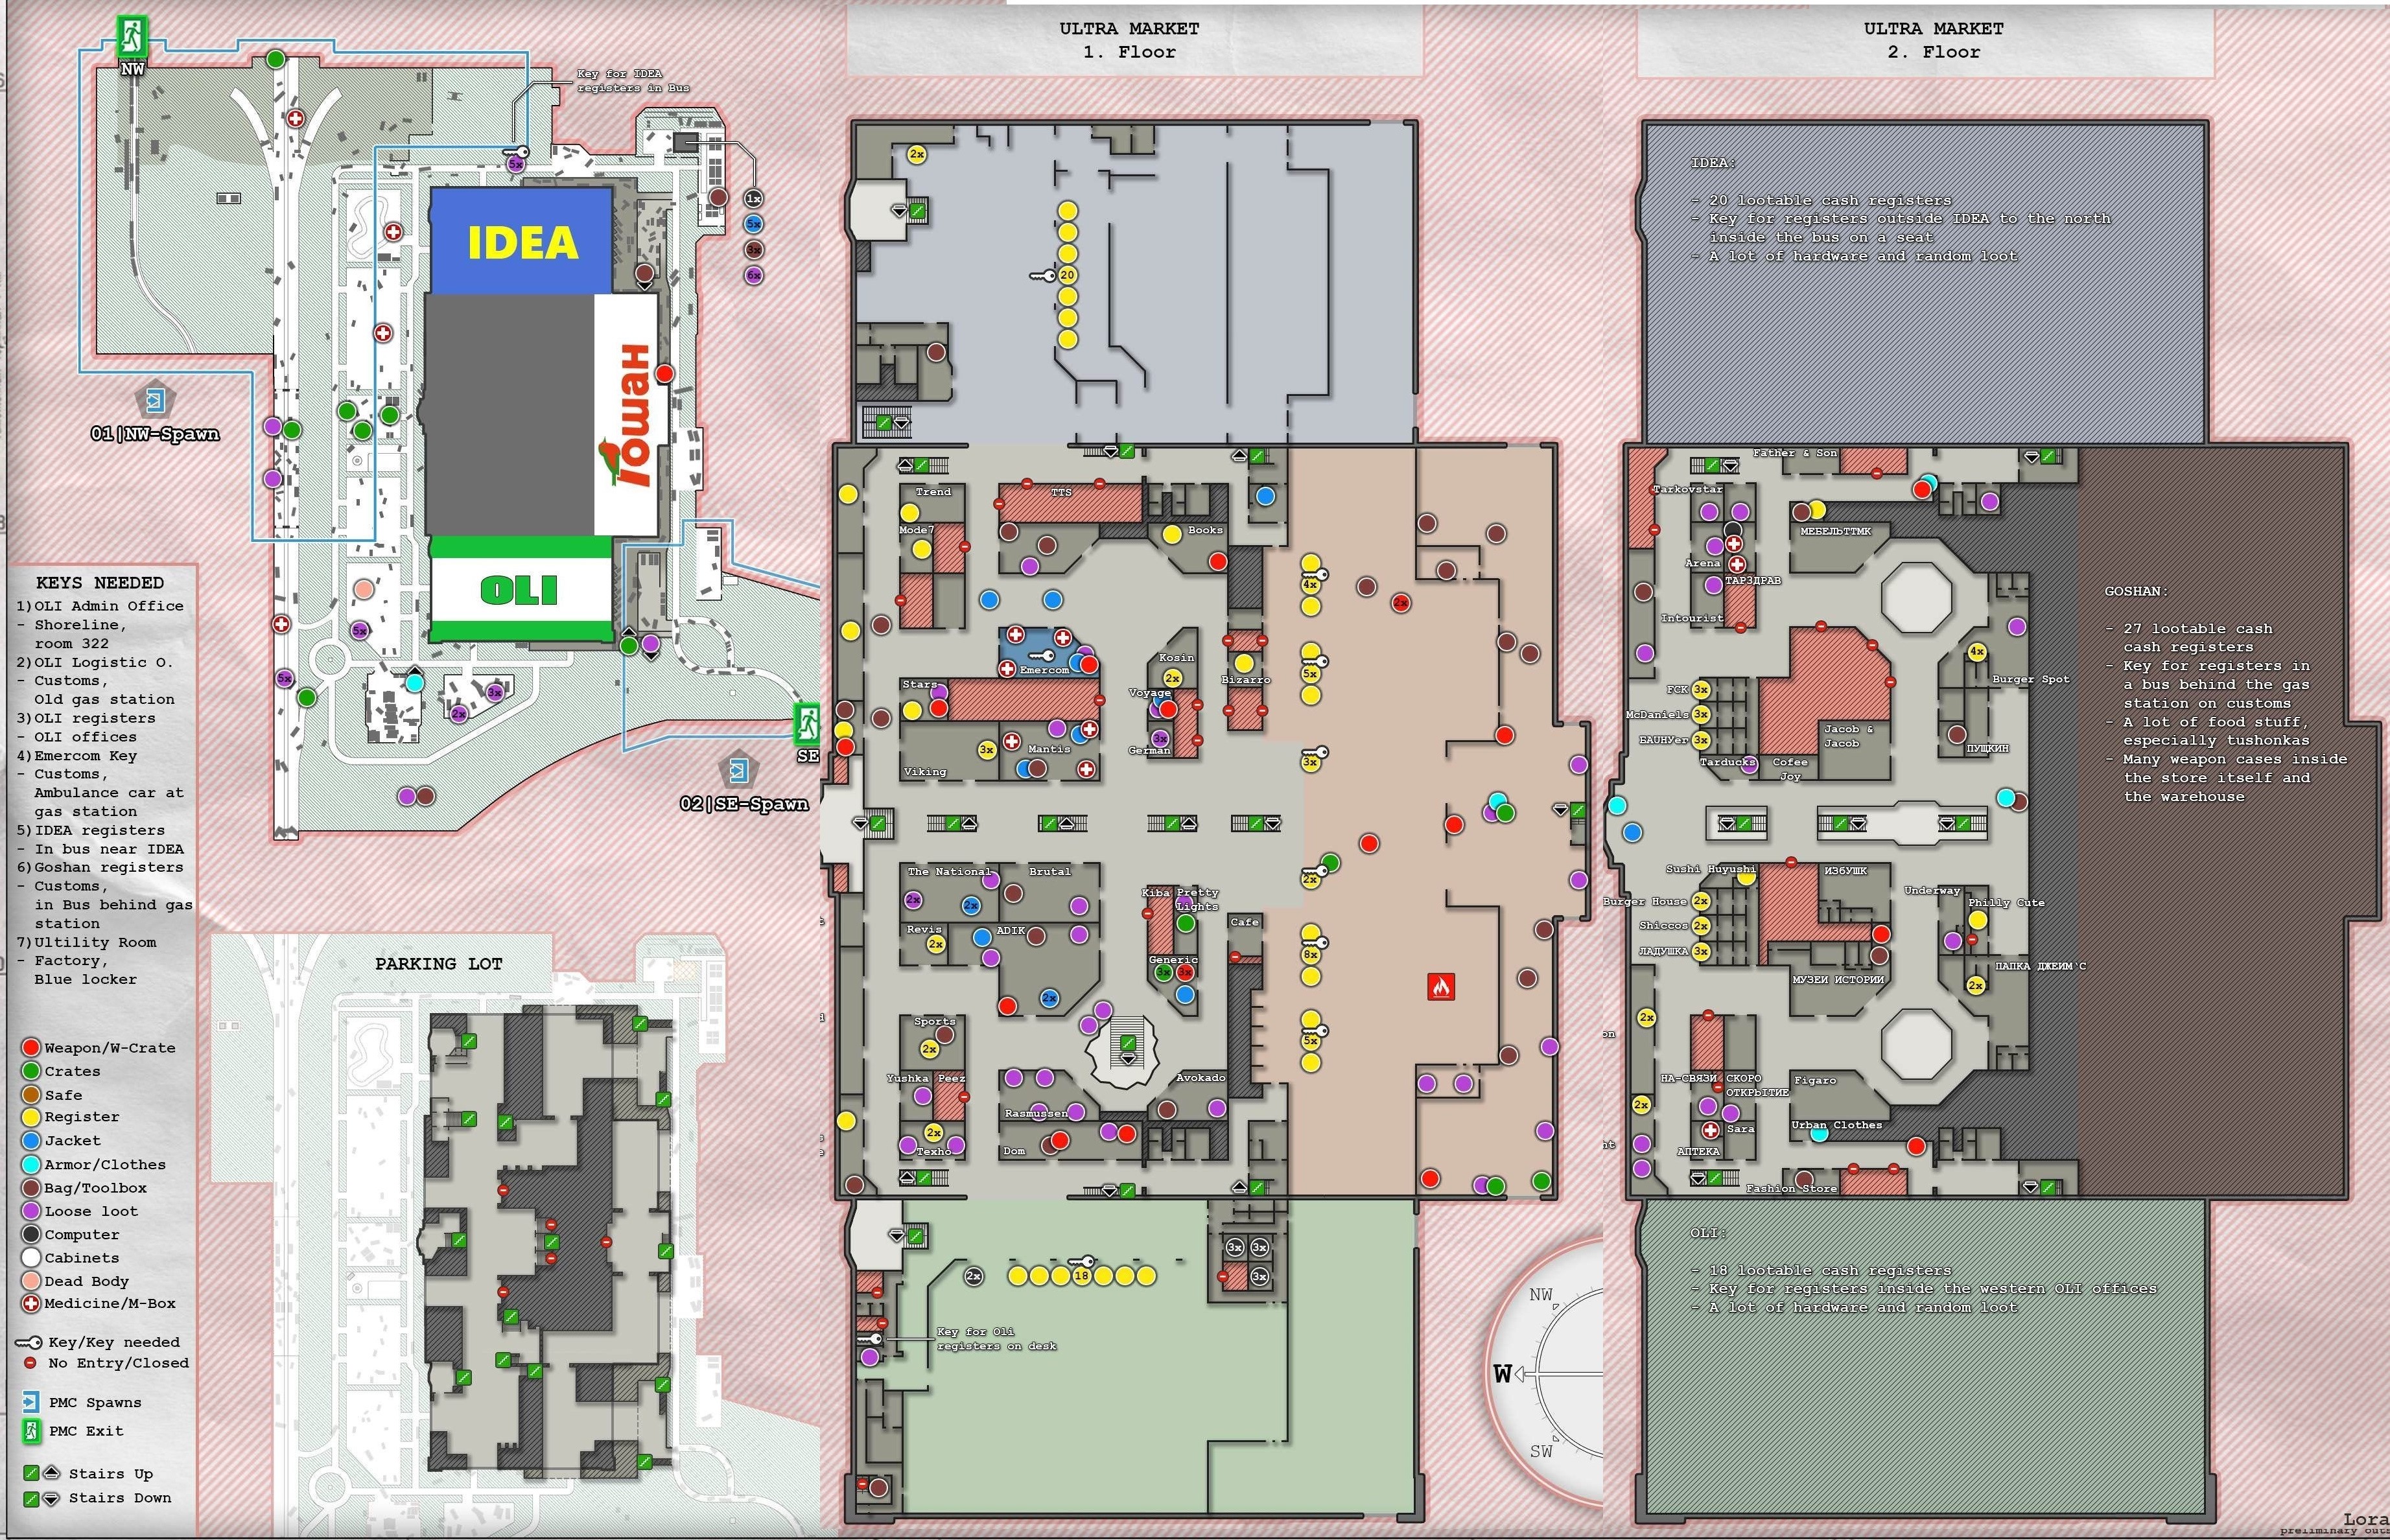 NW
Key for IDEA
registers in Bus
5x
1x
5x
3x
6x
IDEA
гошан
OLI
01|NW-Spawn
5x
5x
3x
2x
SE
02|SE-Spawn
KEYS NEEDED
1)OLI Admin Office
- Shoreline,
room 322
2)OLI Logistic O.
- Customs,
Old gas station
3)OLI registers
- OLI offices
4)Emercom Key
- Customs,
Ambulance car at
gas station
5)IDEA registers
- In bus near IDEA
6)Goshan registers
- Customs,
in Bus behind gas
station
7)Ultility Room
- Factory,
Blue locker
Weapon/W-Crate
Crates
Safe
Register
Jacket
Armor/Clothes
Bag/Toolbox
Loose loot
Computer
Cabinets
Dead Body
Medicine/M-Box
Key/Key needed
No Entry/Closed
PMC Spawns
PMC Exit
Stairs Up
Stairs Down
PARKING LOT
ULTRA MARKET
1. Floor
2x
20
Trend
TTS
Mode7
Books
4x
2x
Emercom
Kosin
2x
5x
Bizarro
Stars
Voyage
3x
Mantis
3x
German
3x
Viking
The National
Brutal
2x
2x
2x
Kiba
Pretty
Lights
Cafe
Revis
2x
ADIK
8x
Generic
3x
3x
2x
Sports
2x
5x
Yushka
Peez
Avokado
Rasmussen
2x
Texho
Dom
3x
3x
2x
18
3x
Key for Oli
registers on desk
NW
W
SW
ULTRA MARKET
2. Floor
IDEA:
- 20 lootable cash registers
- Key for registers outside IDEA to the north
inside the bus on a seat
- A lot of hardware and random loot
Father & Son
Tarkovstar
МЕБЕЛЬТТМК
Arena
ТАРЗДРАВ
Intourist
4x
Burger Spot
FCK
3x
McDaniels
3x
БАUНУer
3x
Jacob &
Jacob
ПУШКИН
Tarducks
Cofee
Joy
GOSHAN:
- 27 lootable cash
cash registers
- Key for registers in
a bus behind the gas
station on customs
- A lot of food stuff,
especially tushonkas
- Many weapon cases inside
the store itself and
the warehouse
Sushi Huyushi
ИЗБУШК
Underway
Burger House
2x
Philly Cute
Shiccos
2x
ЛАДУШКА
3x
МУЗЕЙ ИСТОРИИ
ПАПКА ДЖЕЙМ'С
2x
2x
НА-СВЯЗИ
СКОРО
ОТКРЫТИЕ
Figaro
2x
Sara
Urban Clothes
АПТЕКА
Fashion Store
OLI:
- 18 lootable cash registers
- Key for registers inside the western OLI offices
- A lot of hardware and random loot
Lora